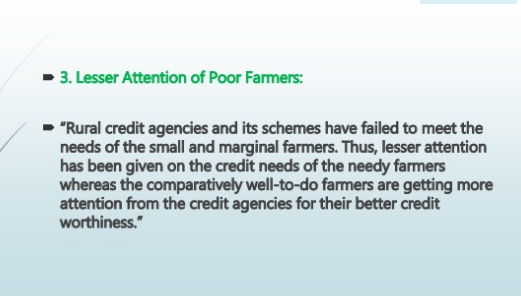 3. Lesser Attention of Poor Farmers:
"Rural credit agencies and its schemes have failed to meet the
needs of the small and marginal farmers. Thus, lesser attention
has been given on the credit needs of the needy farmers
whereas the comparatively well-to-do farmers are getting more
attention from the credit agencies for their better credit
worthiness."